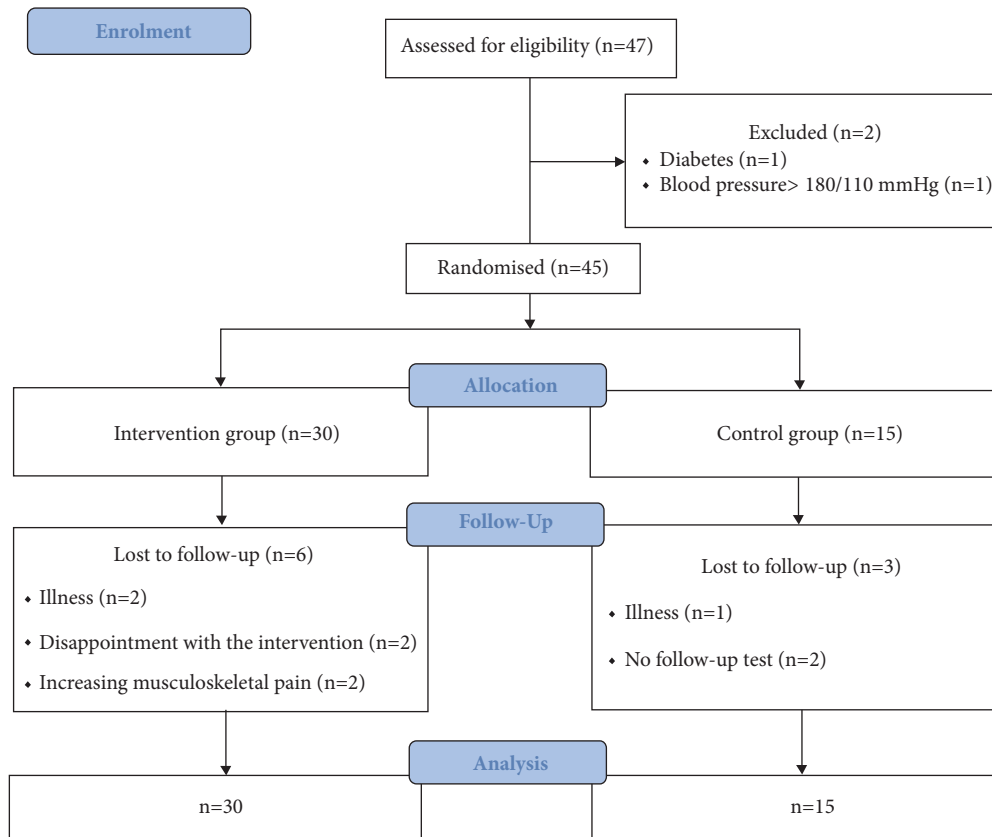 Enrolment
Assessed for eligibility (n=47)
Excluded (n=2)
⬥ Diabetes (n=1)
⬥ Blood pressure> 180/110 mmHg (n=1)
Randomised (n=45)
Allocation
Intervention group (n=30)
Control group (n=15)
Follow-Up
Lost to follow-up (n=6)
⬥ Illness (n=2)
⬥ Disappointment with the intervention (n=2)
⬥ Increasing musculoskeletal pain (n=2)
Lost to follow-up (n=3)
⬥ Illness (n=1)
⬥ No follow-up test (n=2)
Analysis
n=30
n=15